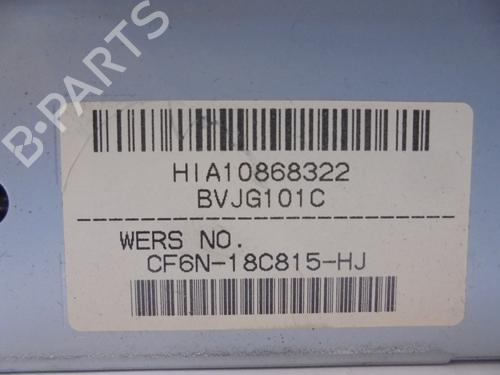 B-PARTS
HIA10868322
BVJG101C
WERS NO.
CF6N-18C815-HJ